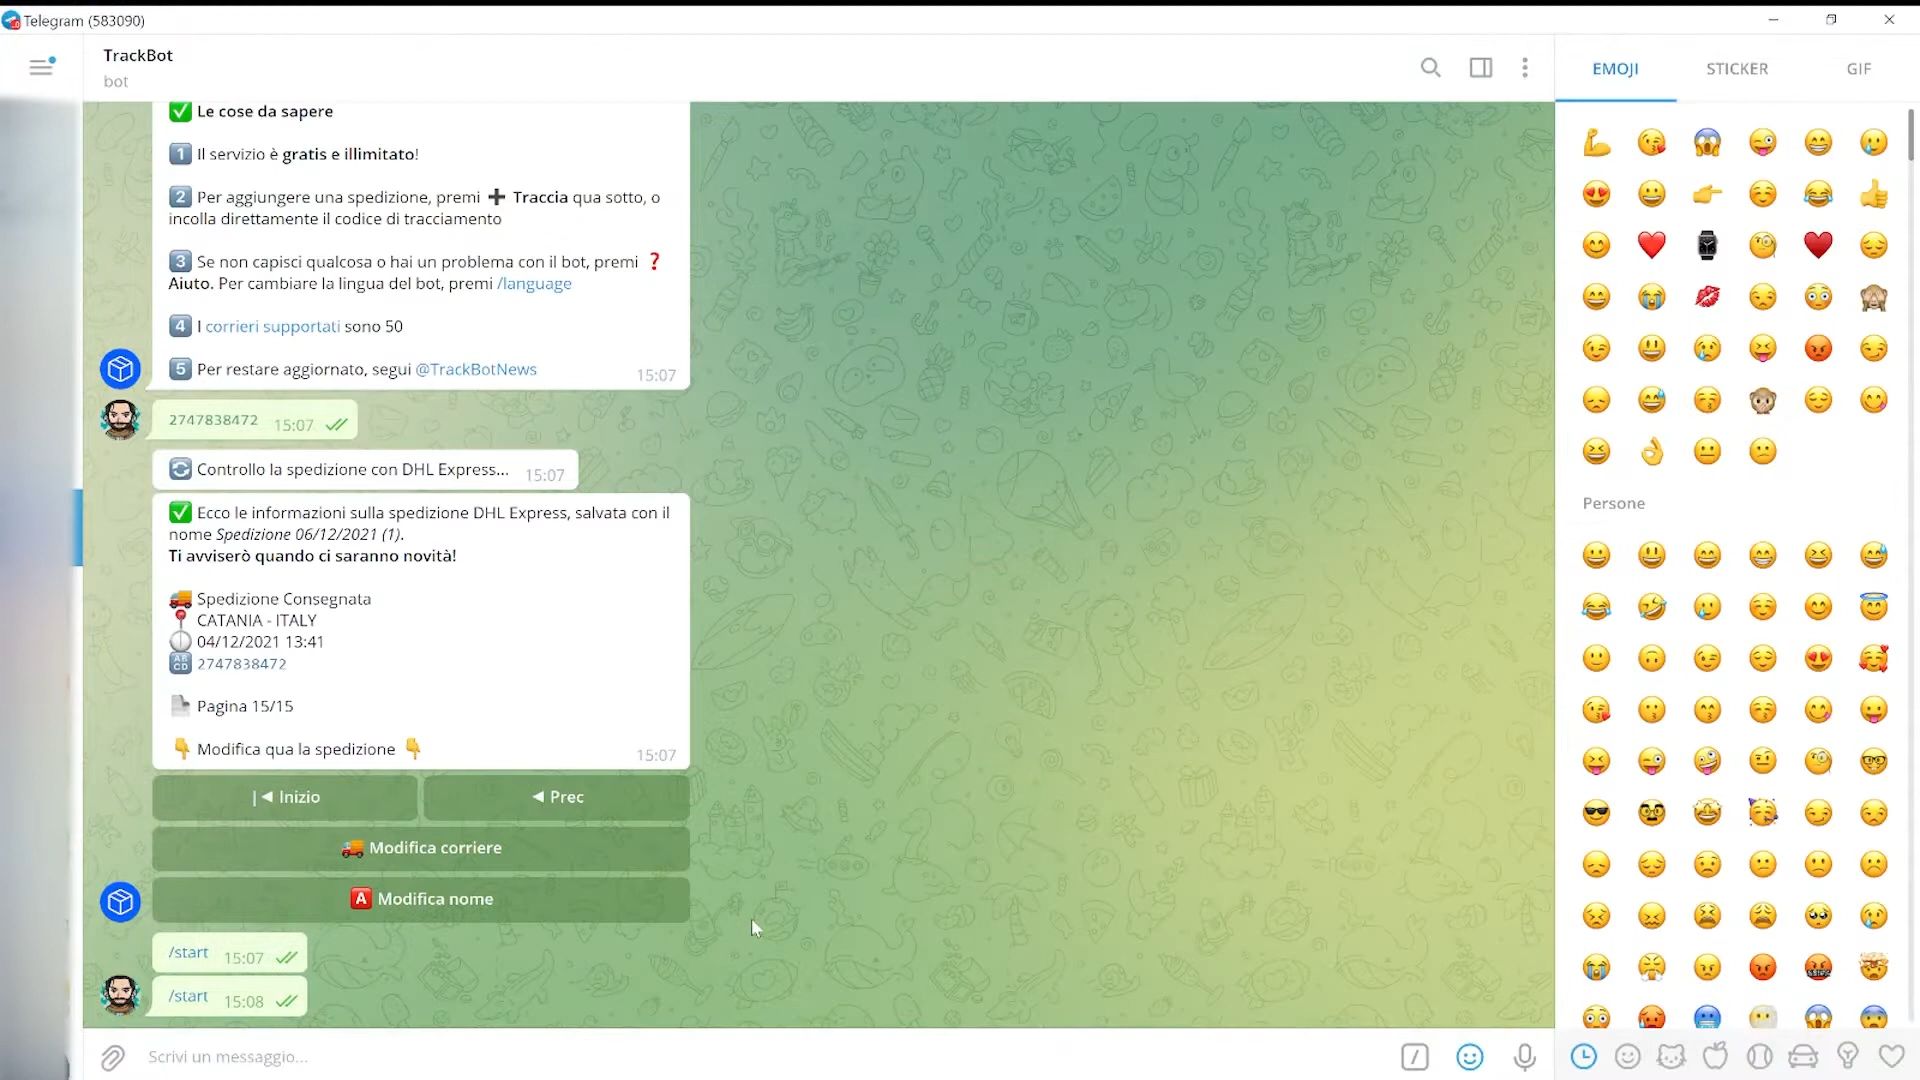 Telegram (583090)
TrackBot
bot
EMOJI
STICKER
GIF
Le cose da sapere
1 Il servizio è gratis e illimitato!
2 Per aggiungere una spedizione, premi ➕ Traccia qua sotto, o
incolla direttamente il codice di tracciamento
3 Se non capisci qualcosa o hai un problema con il bot, premi ❓
Aiuto. Per cambiare la lingua del bot, premi /language
4 I corrieri supportati sono 50
5 Per restare aggiornato, segui @TrackBotNews
15:07
2747838472 15:07
Controllo la spedizione con DHL Express... 15:07
Ecco le informazioni sulla spedizione DHL Express, salvata con il
nome Spedizione 06/12/2021 (1).
Ti avviserò quando ci saranno novità!
Spedizione Consegnata
CATANIA - ITALY
04/12/2021 13:41
ABCD 2747838472
Pagina 15/15
Modifica qua la spedizione
15:07
|◀ Inizio
◀ Prec
Modifica corriere
A Modifica nome
/start 15:07
/start 15:08
Scrivi un messaggio...
Persone